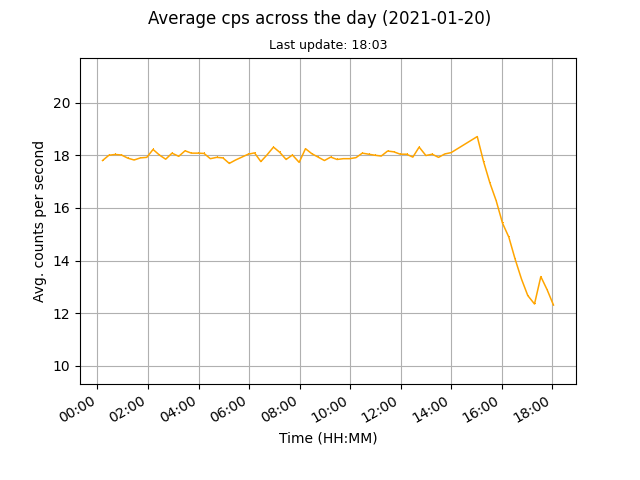 Average cps across the day (2021-01-20)
Last update: 18:03
Avg. counts per second
20
18
16
14
12
10
00:00 02:00 04:00 06:00 08:00 10:00 12:00 14:00 16:00 18:00
Time (HH:MM)